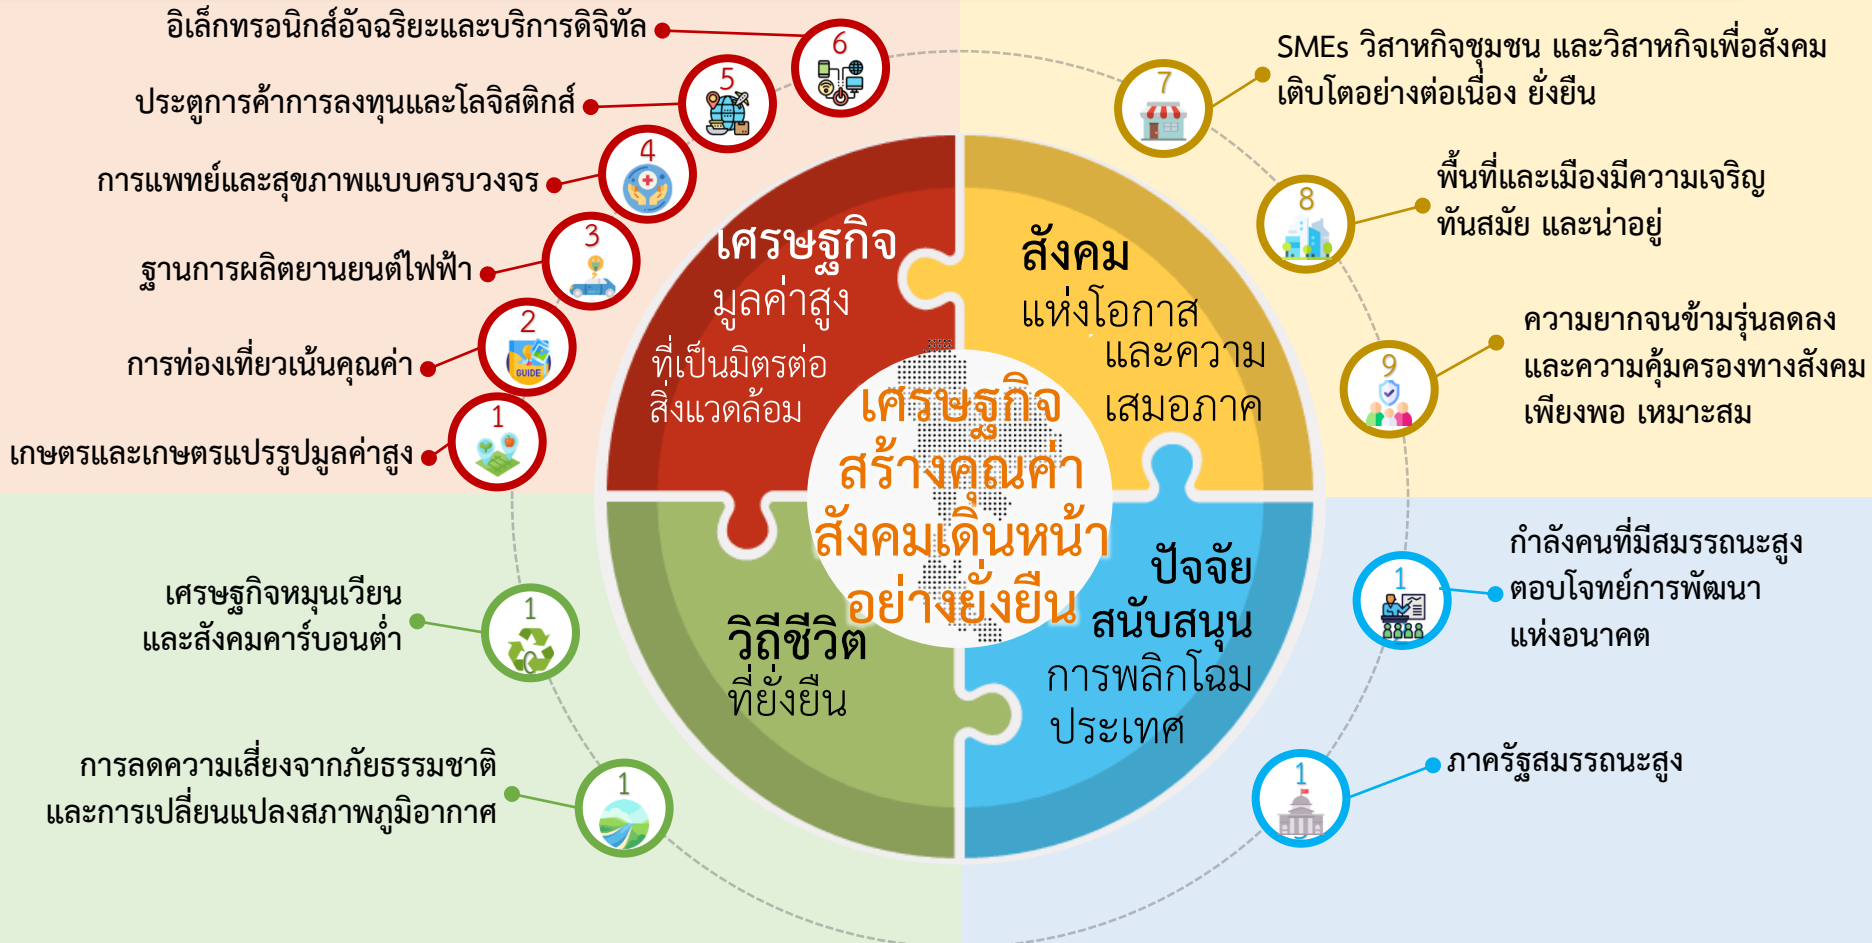 อิเล็กทรอนิกส์อัจฉริยะและบริการดิจิทัล
6
ประตูการค้าการลงทุนและโลจิสติกส์
5
การแพทย์และสุขภาพแบบครบวงจร
4
ฐานการผลิตยานยนต์ไฟฟ้า
3
การท่องเที่ยวเน้นคุณค่า
2
GUIDE
เกษตรและเกษตรแปรรูปมูลค่าสูง
1
7
SMEs วิสาหกิจชุมชน และวิสาหกิจเพื่อสังคม
เติบโตอย่างต่อเนื่อง ยั่งยืน
8
พื้นที่และเมืองมีความเจริญ
ทันสมัย และน่าอยู่
9
ความยากจนข้ามรุ่นลดลง
และความคุ้มครองทางสังคม
เพียงพอ เหมาะสม
เศรษฐกิจ
มูลค่าสูง
ที่เป็นมิตรต่อ
สิ่งแวดล้อม
สังคม
แห่งโอกาส
และความ
เสมอภาค
เศรษฐกิจ
สร้างคุณค่า
สังคมเดินหน้า
อย่างยั่งยืน
วิถีชีวิต
ที่ยั่งยืน
ปัจจัย
สนับสนุน
การพลิกโฉม
ประเทศ
เศรษฐกิจหมุนเวียน
และสังคมคาร์บอนต่ำ
1
0
การลดความเสี่ยงจากภัยธรรมชาติ
และการเปลี่ยนแปลงสภาพภูมิอากาศ
1
1
กำลังคนที่มีสมรรถนะสูง
ตอบโจทย์การพัฒนา
แห่งอนาคต
1
ภาครัฐสมรรถนะสูง